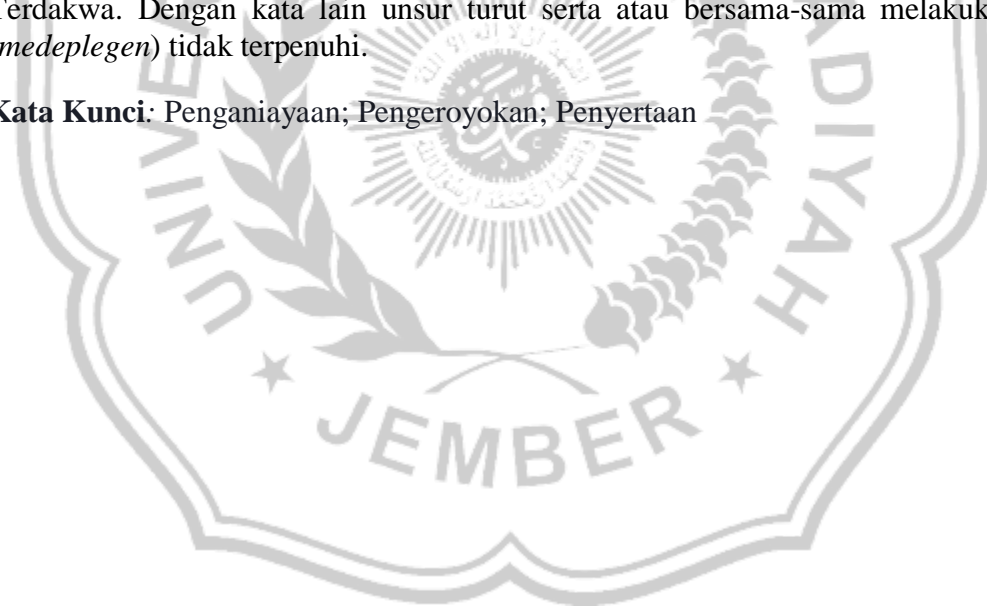 Terdakwa. Dengan kata lain unsur turut serta atau bersama-sama melakuk
medeplegen) tidak terpenuhi.
Kata Kunci: Penganiayaan; Pengeroyokan; Penyertaan
JEMBER